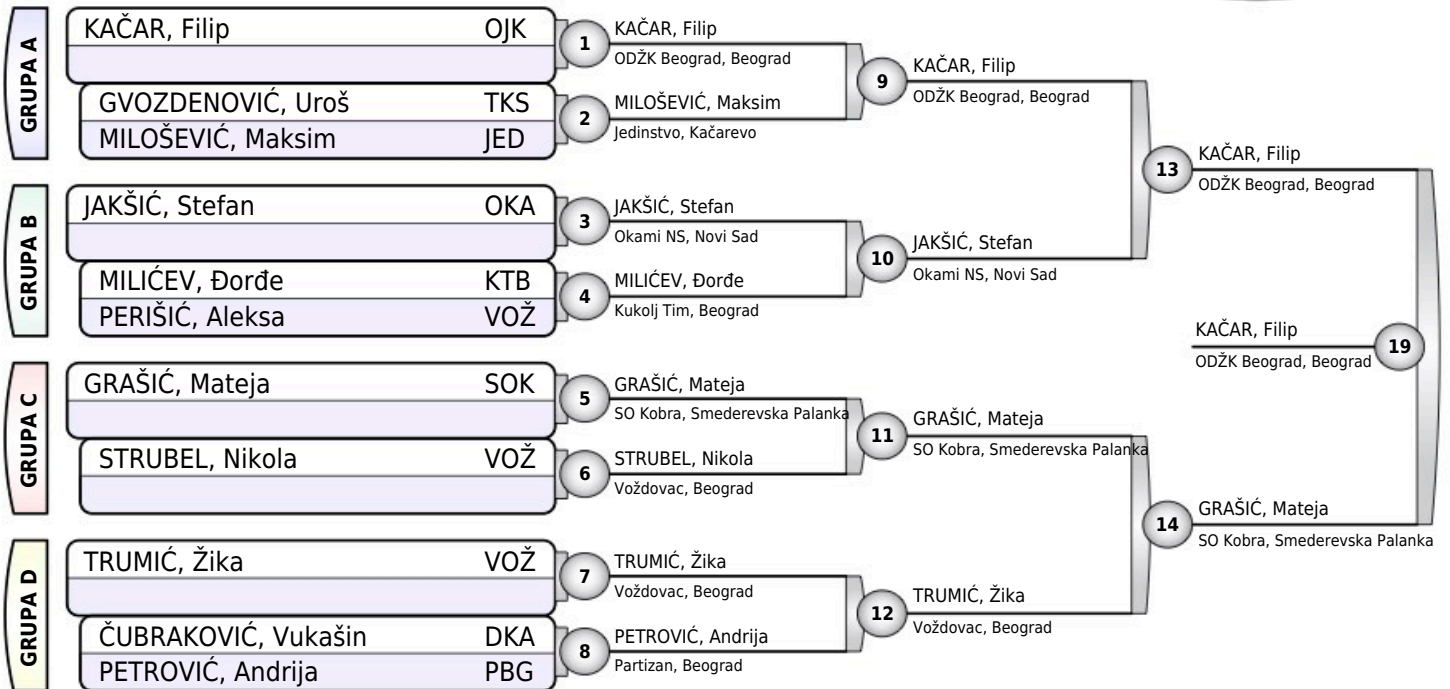 GRUPA A
KAČAR, Filip OJK
GVOZDENOVIĆ, Uroš TKS
MILOŠEVIĆ, Maksim JED
GRUPA B
JAKŠIĆ, Stefan OKA
MILIĆEV, Đorđe KTB
PERIŠIĆ, Aleksa VOŽ
GRUPA C
GRAŠIĆ, Mateja SOK
STRUBEL, Nikola VOŽ
GRUPA D
TRUMIĆ, Žika VOŽ
ČUBRAKOVIĆ, Vukašin DKA
PETROVIĆ, Andrija PBG
1
KAČAR, Filip
ODŽK Beograd, Beograd
2
MILOŠEVIĆ, Maksim
Jedinstvo, Kačarevo
3
JAKŠIĆ, Stefan
Okami NS, Novi Sad
4
MILIĆEV, Đorđe
Kukolj Tim, Beograd
5
GRAŠIĆ, Mateja
SO Kobra, Smederevska Palanka
6
STRUBEL, Nikola
Voždovac, Beograd
7
TRUMIĆ, Žika
Voždovac, Beograd
8
PETROVIĆ, Andrija
Partizan, Beograd
9
KAČAR, Filip
ODŽK Beograd, Beograd
10
JAKŠIĆ, Stefan
Okami NS, Novi Sad
11
GRAŠIĆ, Mateja
SO Kobra, Smederevska Palanka
12
TRUMIĆ, Žika
Voždovac, Beograd
13
KAČAR, Filip
ODŽK Beograd, Beograd
14
GRAŠIĆ, Mateja
SO Kobra, Smederevska Palanka
KAČAR, Filip
ODŽK Beograd, Beograd
19